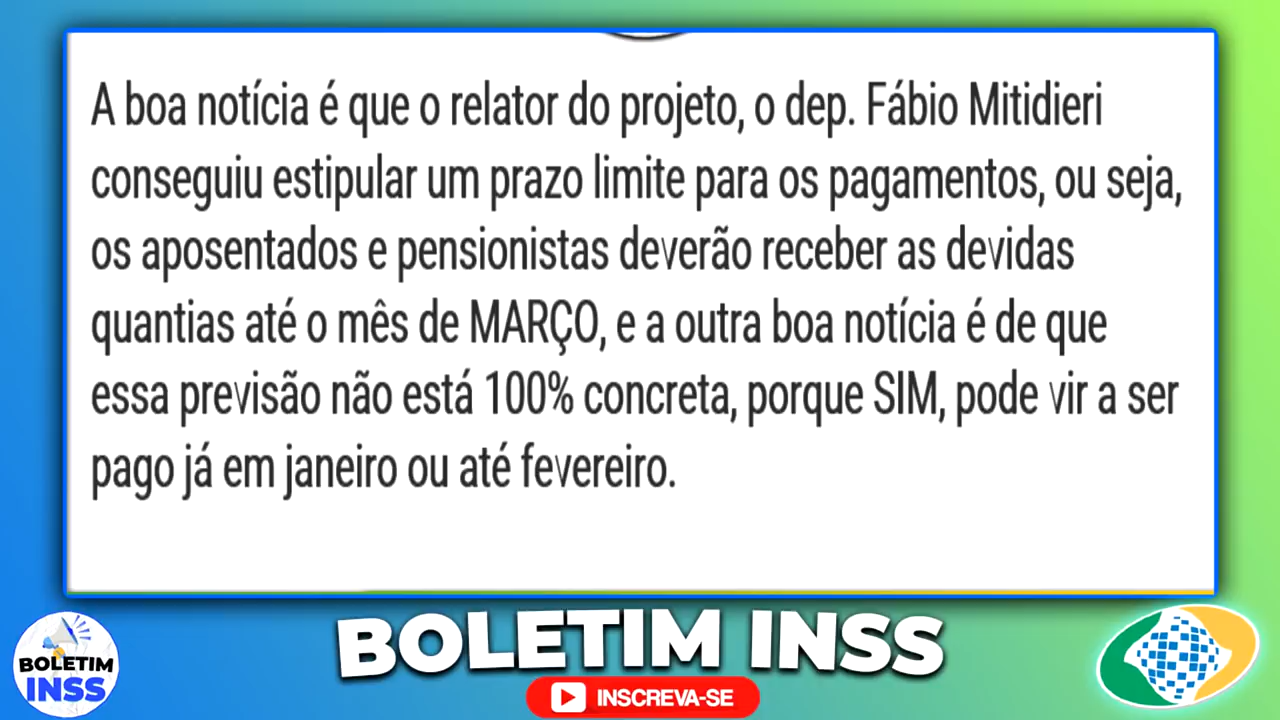 A boa notícia é que o relator do projeto, o dep. Fábio Mitidieri
conseguiu estipular um prazo limite para os pagamentos, ou seja,
os aposentados e pensionistas deverão receber as devidas
quantias até o mês de MARÇO, e a outra boa notícia é de que
essa previsão não está 100% concreta, porque SIM, pode vir a ser
pago já em janeiro ou até fevereiro.
BOLETIM INSS
INSCREVA-SE
BOLETIM
INSS